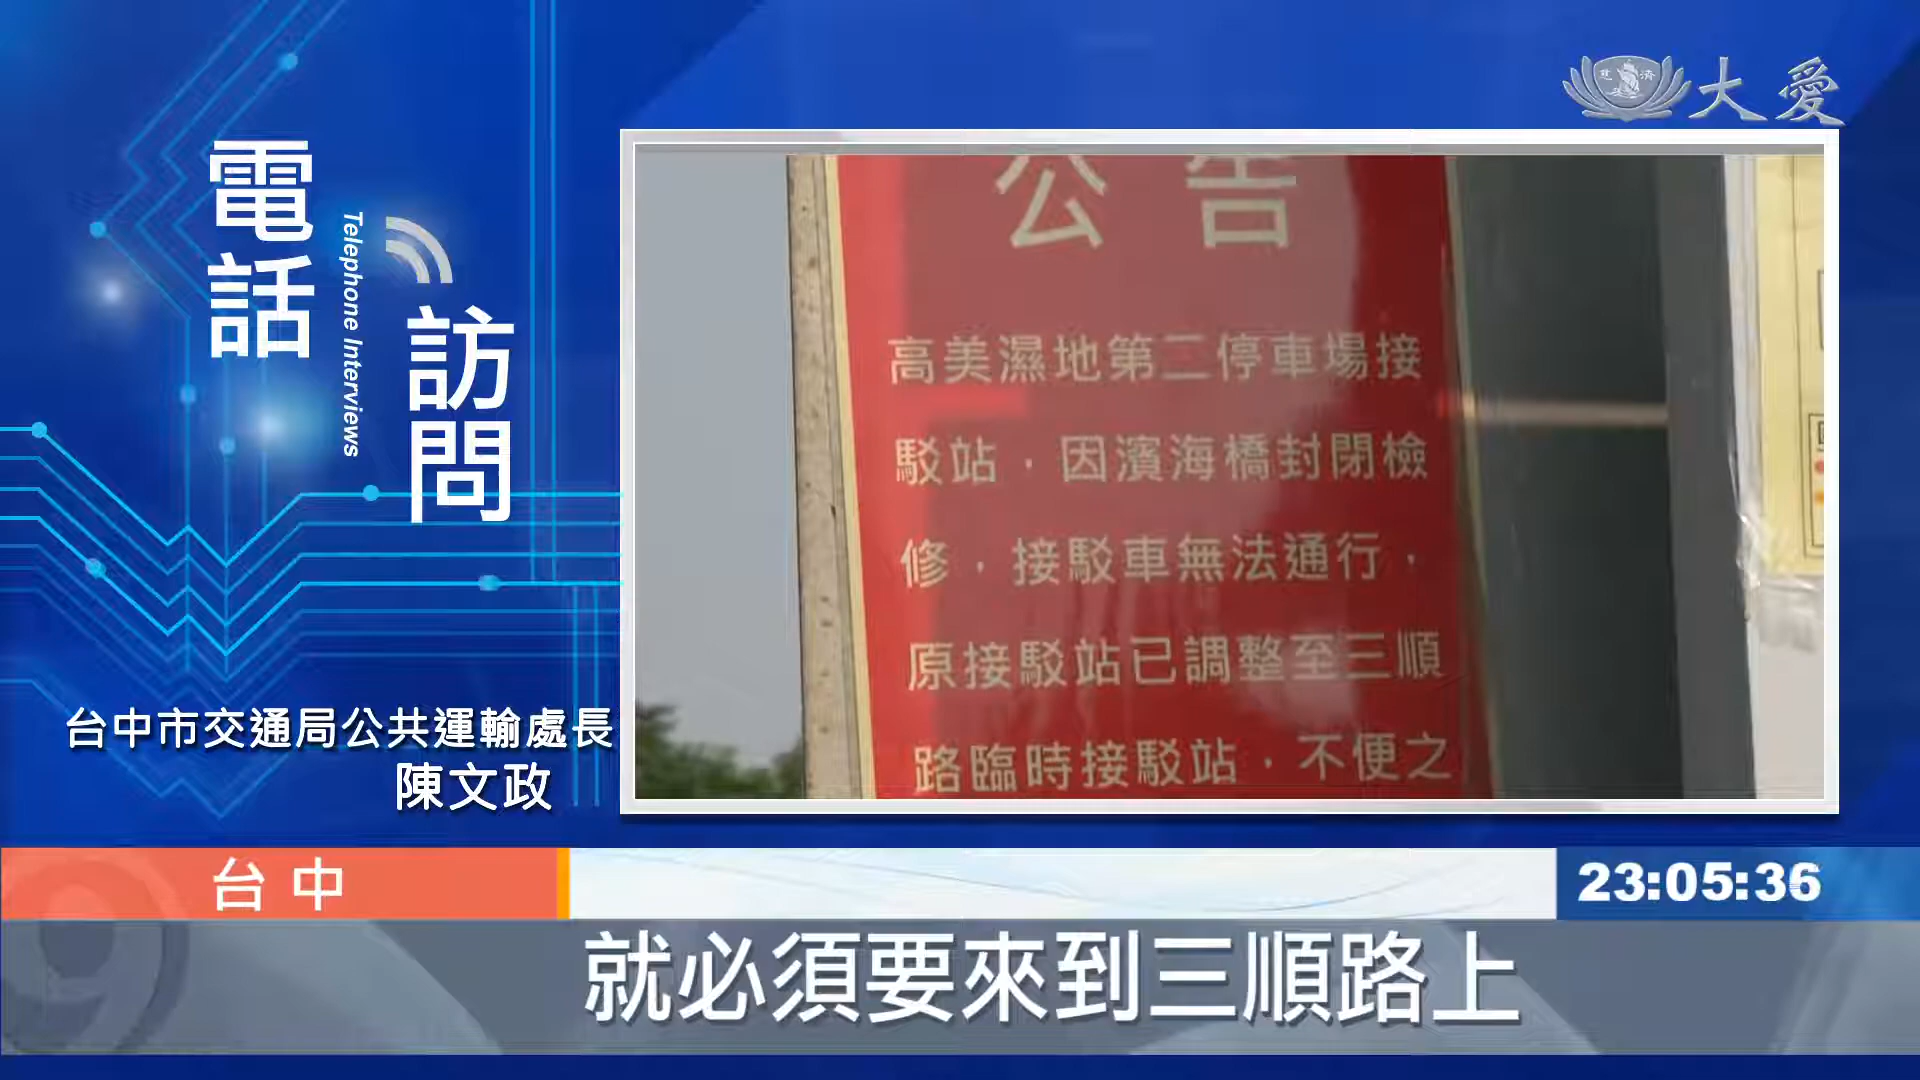 大愛
慈濟
電話
Telephone Interviews
訪問
公告
高美濕地第二停車場接
駁站，因濱海橋封閉檢
修，接駁車無法通行，
原接駁站已調整至三順
路臨時接駁站，不便之
台中市交通局公共運輸處長
陳文政
台中
23:05:36
就必須要來到三順路上